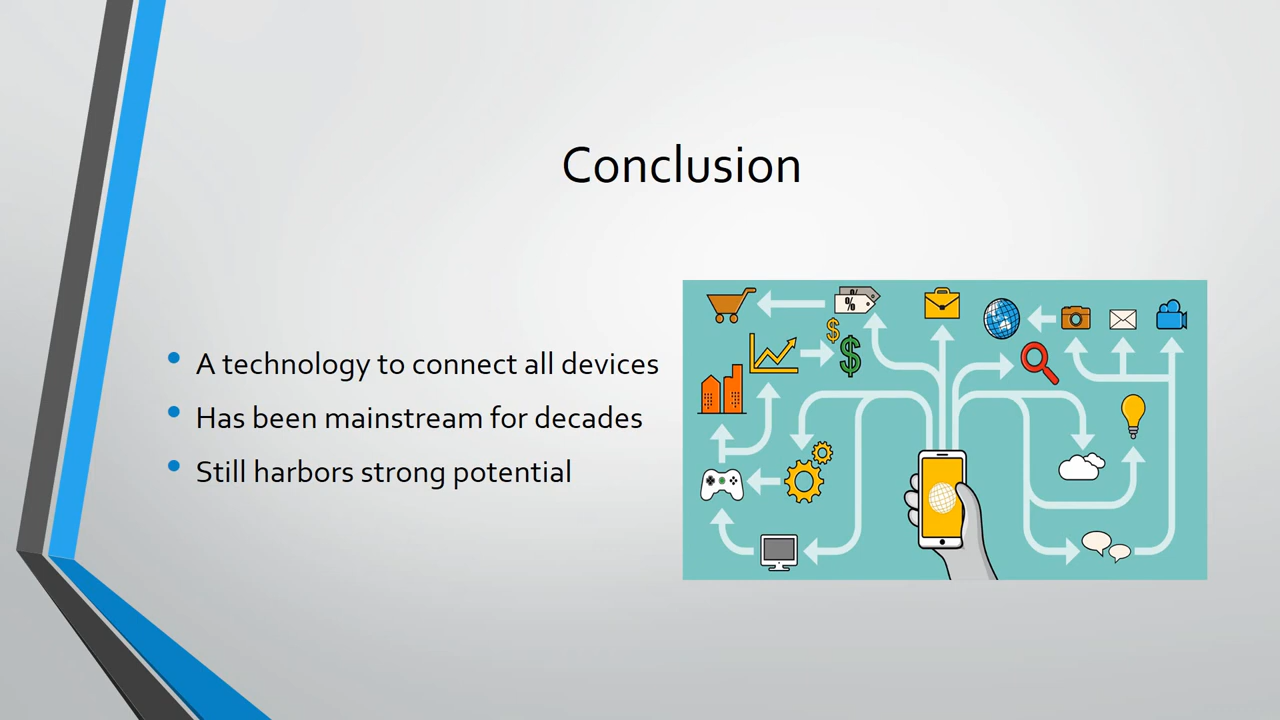 Conclusion
A technology to connect all devices
Has been mainstream for decades
Still harbors strong potential
%
%
$
$